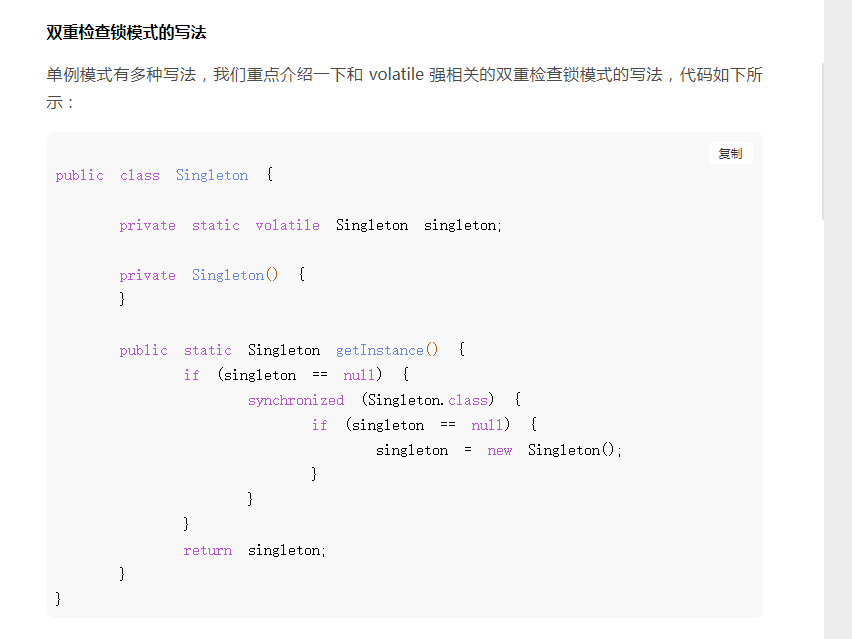 双重检查锁模式的写法
单例模式有多种写法，我们重点介绍一下和 volatile 强相关的双重检查锁模式的写法，代码如下所
示：
复制
public class Singleton {
private static volatile Singleton singleton;
private Singleton() {
}
public static Singleton getInstance() {
if (singleton == null) {
synchronized (Singleton.class) {
if (singleton == null) {
singleton = new Singleton();
}
}
}
return singleton;
}
}